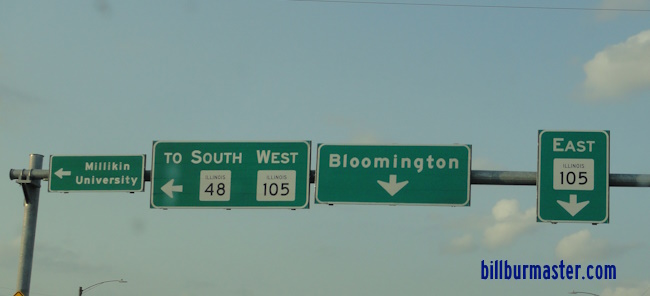 Millikin
University
TO SOUTH WEST
ILLINOIS
48
ILLINOIS
105
Bloomington
EAST
ILLINOIS
105
billburmaster.com